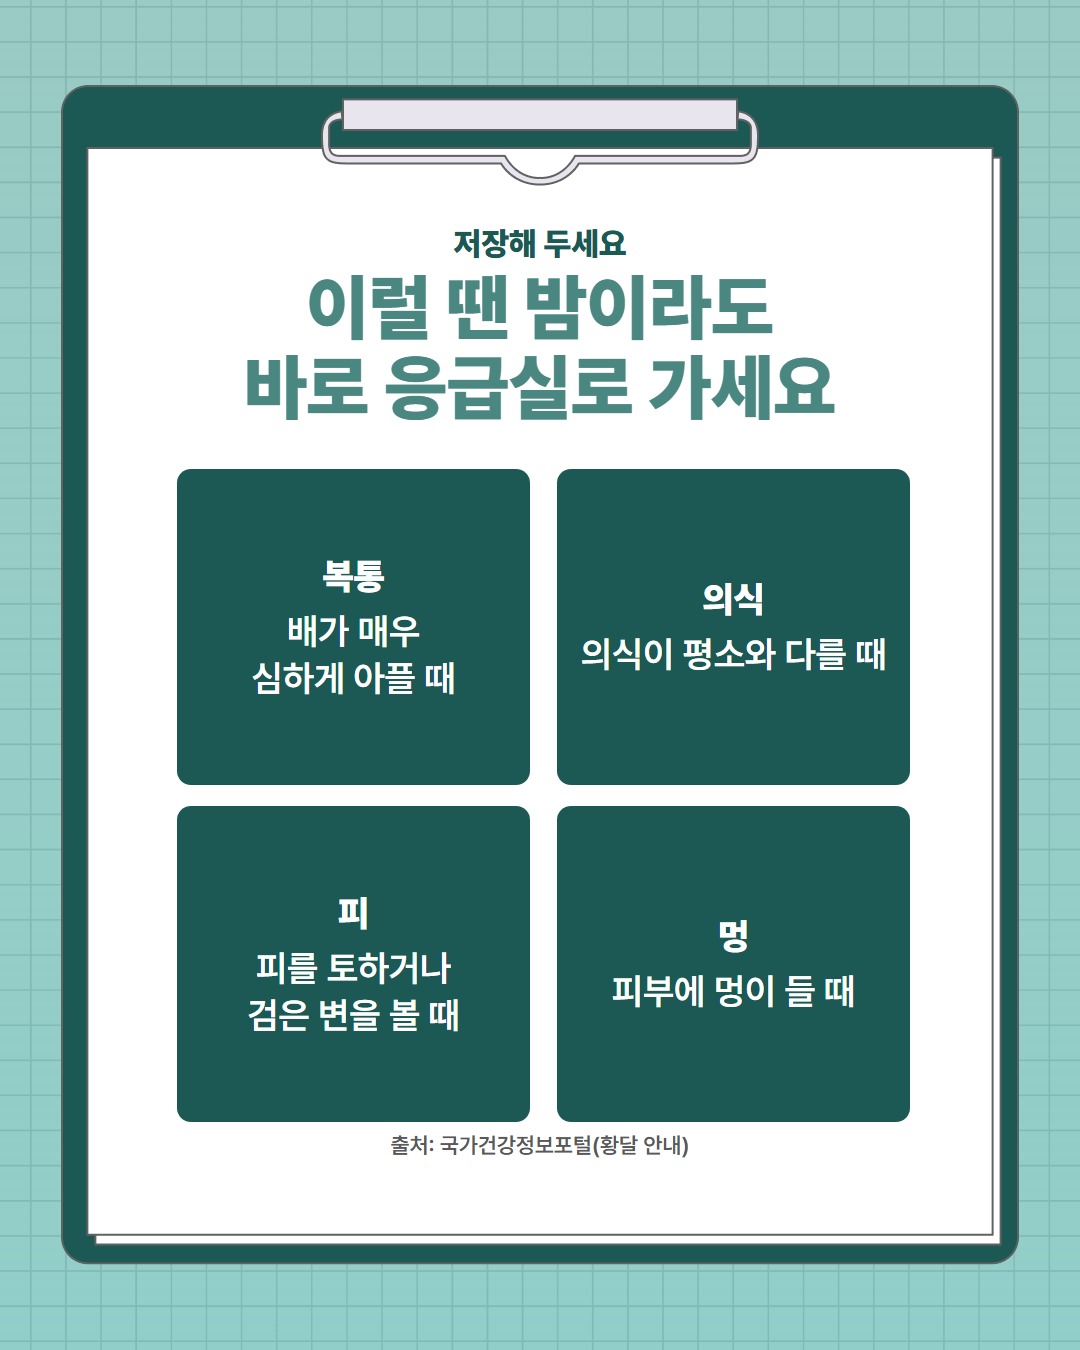 저장해 두세요
이럴 땐 밤이라도
바로 응급실로 가세요
복통
배가 매우
심하게 아플 때
의식
의식이 평소와 다를 때
피
피를 토하거나
검은 변을 볼 때
멍
피부에 멍이 들 때
출처: 국가건강정보포털(황달 안내)